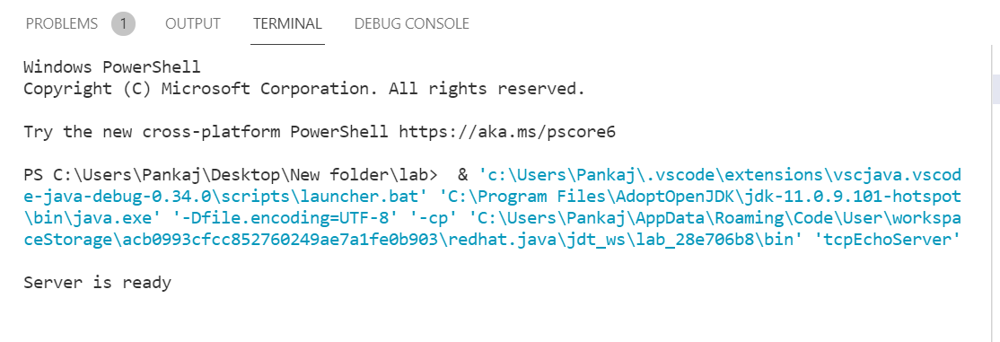 PROBLEMS 1 OUTPUT TERMINAL DEBUG CONSOLE
Windows PowerShell
Copyright (C) Microsoft Corporation. All rights reserved.
Try the new cross-platform PowerShell https://aka.ms/pscore6
PS C:\Users\Pankaj\Desktop\New folder\lab>  & 'c:\Users\Pankaj\.vscode\extensions\vscjava.vscod
e-java-debug-0.34.0\scripts\launcher.bat' 'C:\Program Files\AdoptOpenJDK\jdk-11.0.9.101-hotspot
\bin\java.exe' '-Dfile.encoding=UTF-8' '-cp' 'C:\Users\Pankaj\AppData\Roaming\Code\User\workspa
ceStorage\acb0993cfcc852760249ae7a1fe0b903\redhat.java\jdt_ws\lab_28e706b8\bin' 'tcpEchoServer'
Server is ready